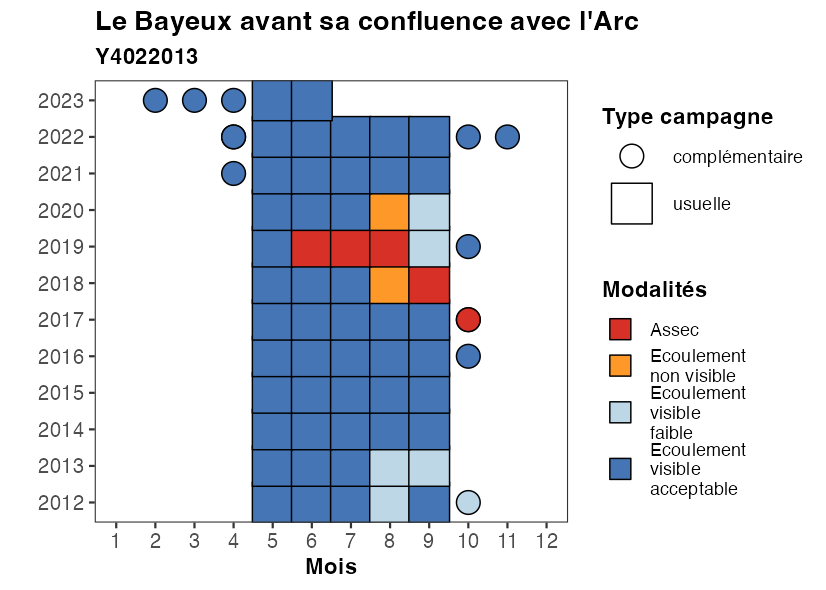 Le Bayeux avant sa confluence avec l'Arc
Y4022013
2023
2022
2021
2020
2019
2018
2017
2016
2015
2014
2013
2012
1 2 3 4 5 6 7 8 9 10 11 12
Mois
Type campagne
complémentaire
usuelle
Modalités
Assec
Ecoulement
non visible
Ecoulement
visible
faible
Ecoulement
visible
acceptable